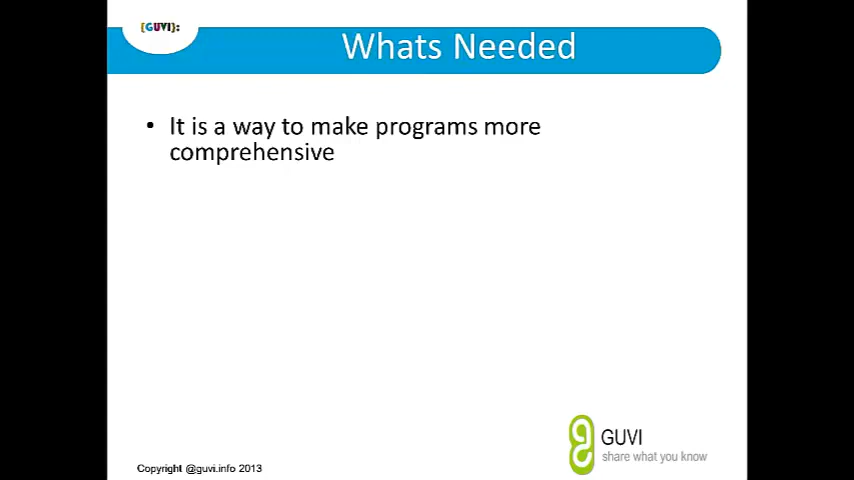 {GUVI}:
Whats Needed
• It is a way to make programs more
comprehensive
GUVI
share what you know
Copyright @guvi.info 2013